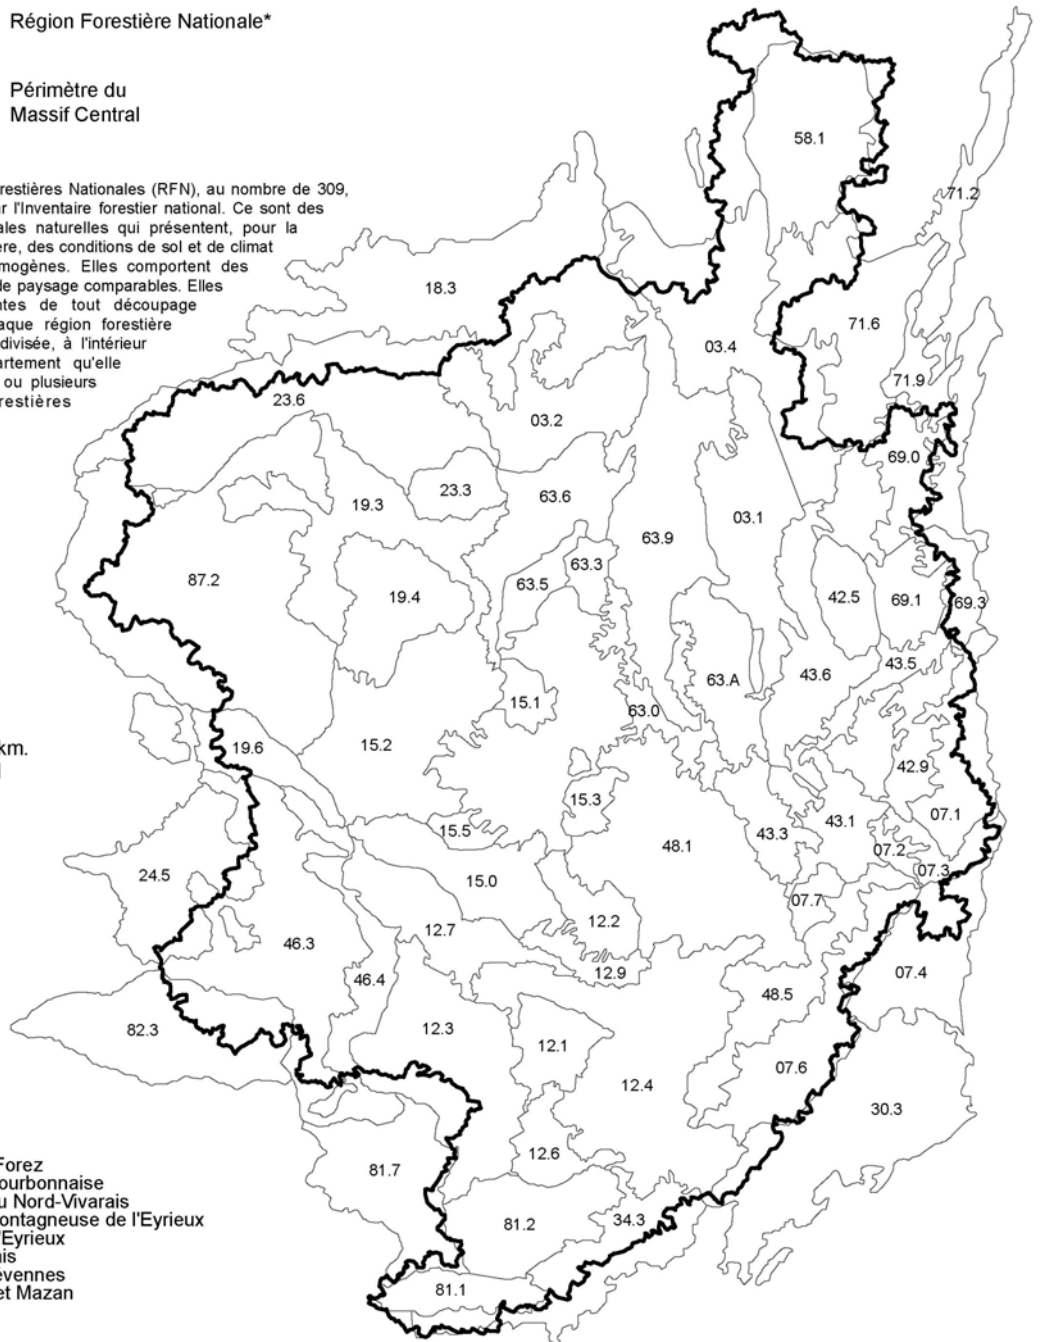 Région Forestière Nationale*
Périmètre du
Massif Central
restières Nationales (RFN), au nombre de 309,
r l'Inventaire forestier national. Ce sont des
ales naturelles qui présentent, pour la
ère, des conditions de sol et de climat
mogènes. Elles comportent des
de paysage comparables. Elles
ntes de tout découpage
aque région forestière
divisée, à l'intérieur
artement qu'elle
ou plusieurs
restières
58.1
71.2
18.3
71.6
03.4
71.9
23.6
03.2
69.0
23.3
63.6
19.3
03.1
63.9
63.3
87.2
63.5
19.4
42.5
69.1
69.3
43.5
63.A
43.6
15.1
63.0
km.
19.6
15.2
42.9
15.3
07.1
43.1
15.5
43.3
48.1
07.2
07.3
24.5
15.0
07.7
12.2
12.7
46.3
12.9
07.4
46.4
48.5
82.3
12.3
12.1
07.6
12.4
30.3
12.6
Forez
ourbonnaise
81.7
u Nord-Vivarais
ontagneuse de l'Eyrieux
81.2
34.3
'Eyrieux
ais
évennes
81.1
et Mazan